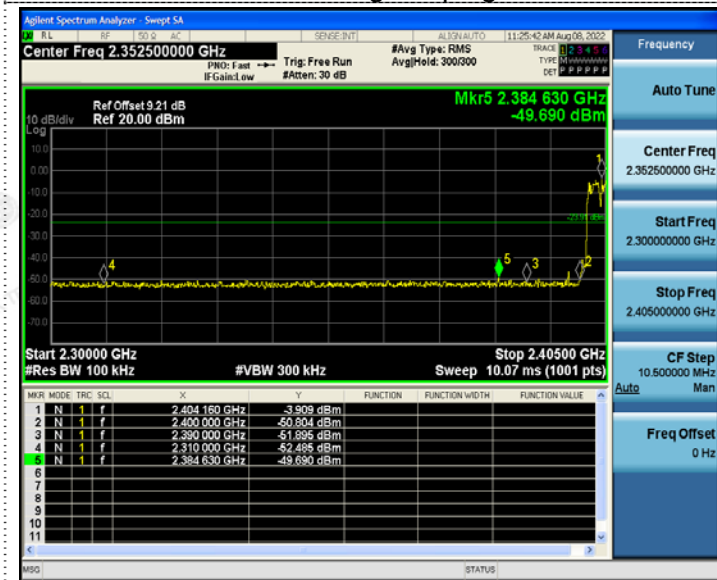 Agilent Spectrum Analyzer - Swept SA
RL RF 50 Ω AC SENSE:INT ALIGN AUTO 11:25:42 AM Aug 08, 2022
Center Freq 2.352500000 GHz
PNO: Fast
IFGain:Low
Trig: Free Run
#Atten: 30 dB
#Avg Type: RMS
Avg|Hold: 300/300
TRACE 1 2 3 4 5 6
TYPE M
DET P P P P P P
Frequency
Mkr5 2.384 630 GHz
-49.690 dBm
Ref Offset 9.21 dB
10 dB/div Ref 20.00 dBm
Log
10.0
0.00
-10.0
-20.0
-30.0
-40.0
-50.0
-60.0
-70.0
1
-23.91 dBm
4
5
3
2
Start 2.30000 GHz
Stop 2.40500 GHz
#Res BW 100 kHz
#VBW 300 kHz
Sweep 10.07 ms (1001 pts)
MKR MODE TRC SCL X Y FUNCTION FUNCTION WIDTH FUNCTION VALUE
1 N 1 f 2.404 160 GHz -3.909 dBm
2 N 1 f 2.400 000 GHz -50.804 dBm
3 N 1 f 2.390 000 GHz -51.895 dBm
4 N 1 f 2.310 000 GHz -52.485 dBm
5 N 1 f 2.384 630 GHz -49.690 dBm
6
7
8
9
10
11
MSG
STATUS
Auto Tune
Center Freq
2.352500000 GHz
Start Freq
2.300000000 GHz
Stop Freq
2.405000000 GHz
CF Step
10.500000 MHz
Auto Man
Freq Offset
0 Hz